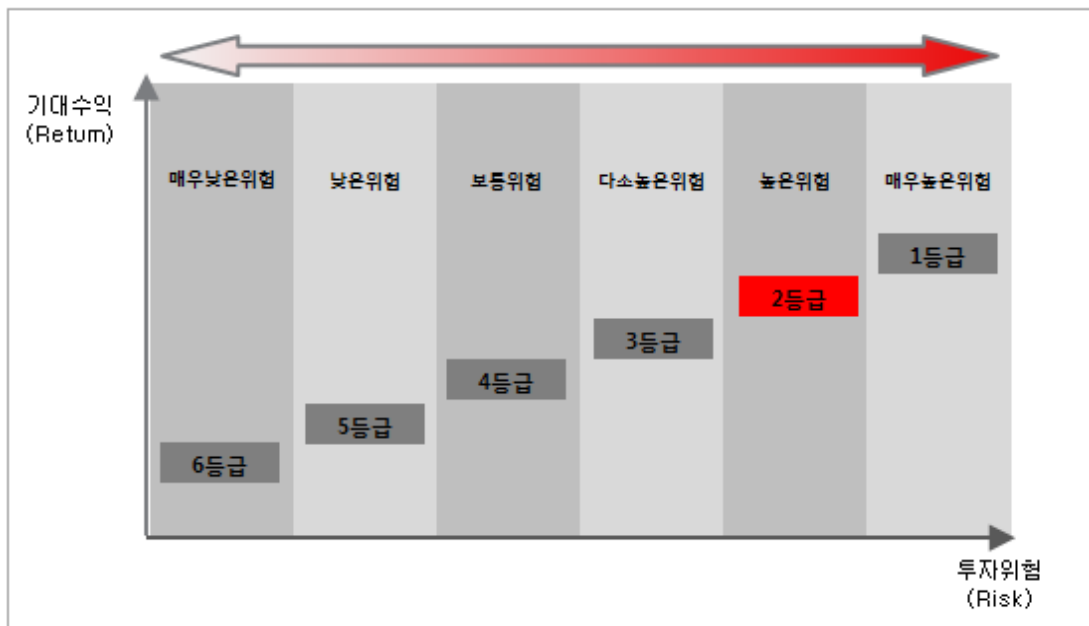 기대수익
(Retum)
매우낮은위험
낮은위험
보통위험
다소높은위험
높은위험
매우높은위험
1등급
2등급
3등급
4등급
5등급
6등급
투자위험
(Risk)